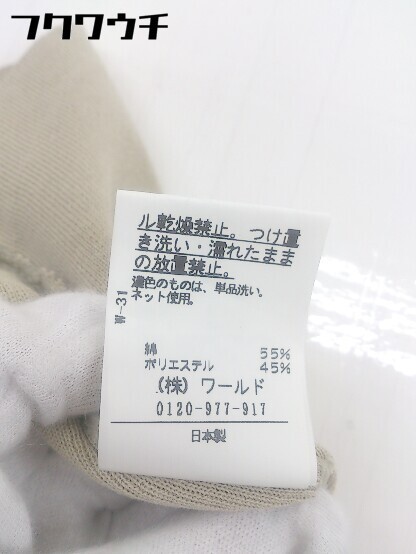 フクワウチ
ル乾燥禁止。つけ置
き洗い・濡れたまま
の放置禁止。
濃色のものは、単品洗い。
ネット使用。
W-31
綿 55%
ポリエステル 45%
(株) ワールド
0120-977-917
日本製